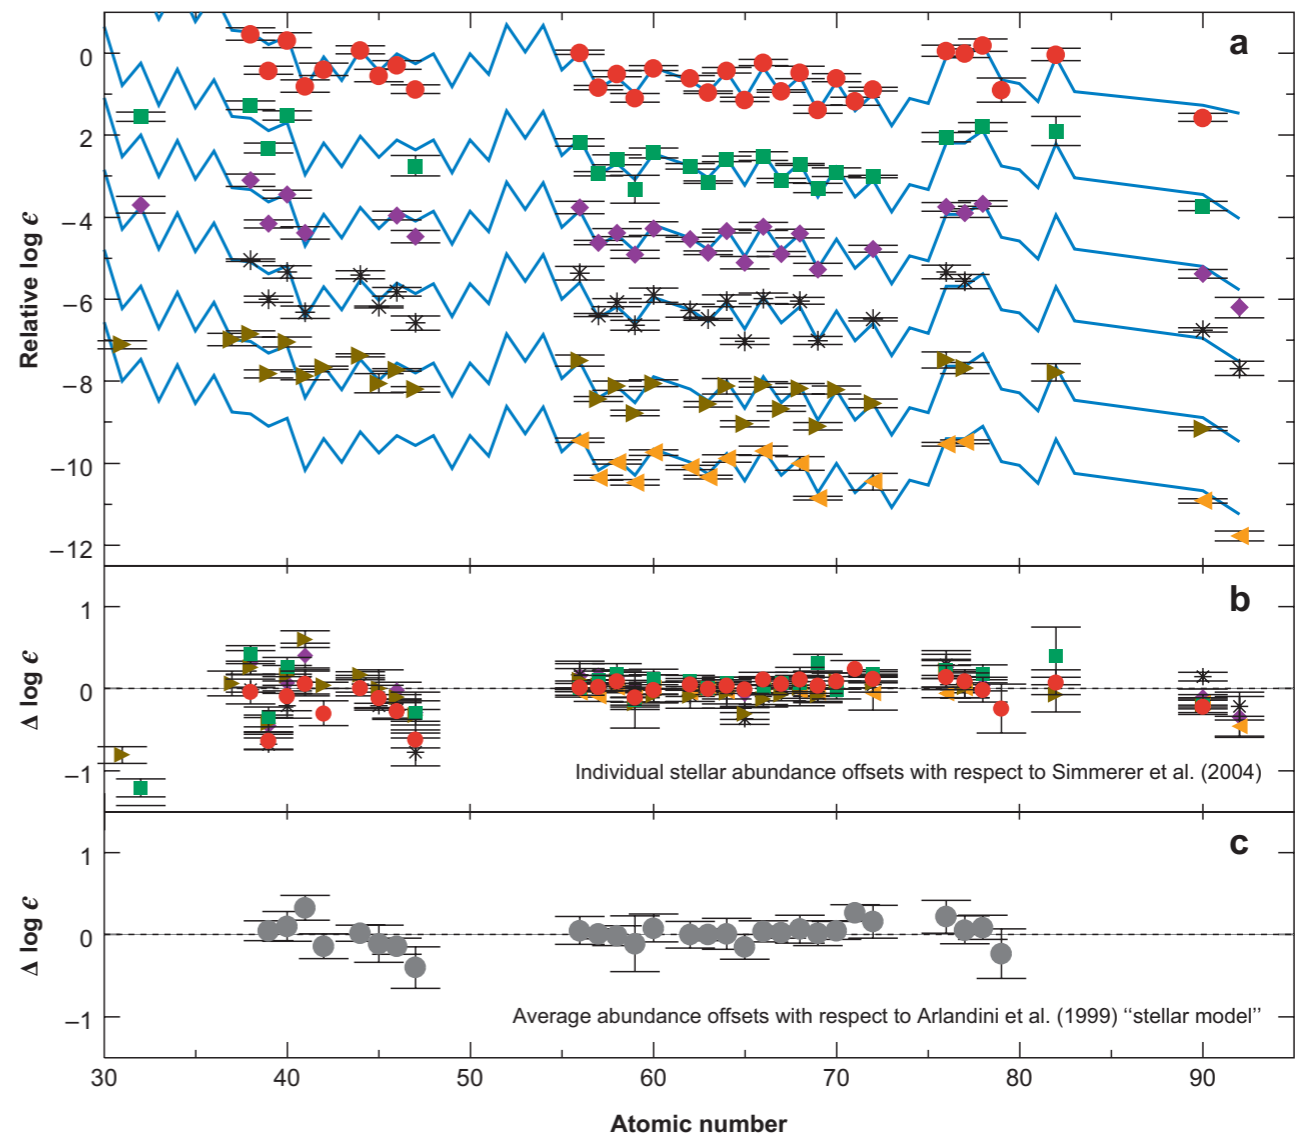 a
0
2
−4
−6
−8
−10
−12
Relative log ϵ
b
1
0
−1
Δ log ϵ
Individual stellar abundance offsets with respect to Simmerer et al. (2004)
c
1
0
−1
Δ log ϵ
Average abundance offsets with respect to Arlandini et al. (1999) “stellar model”
30 40 50 60 70 80 90
Atomic number